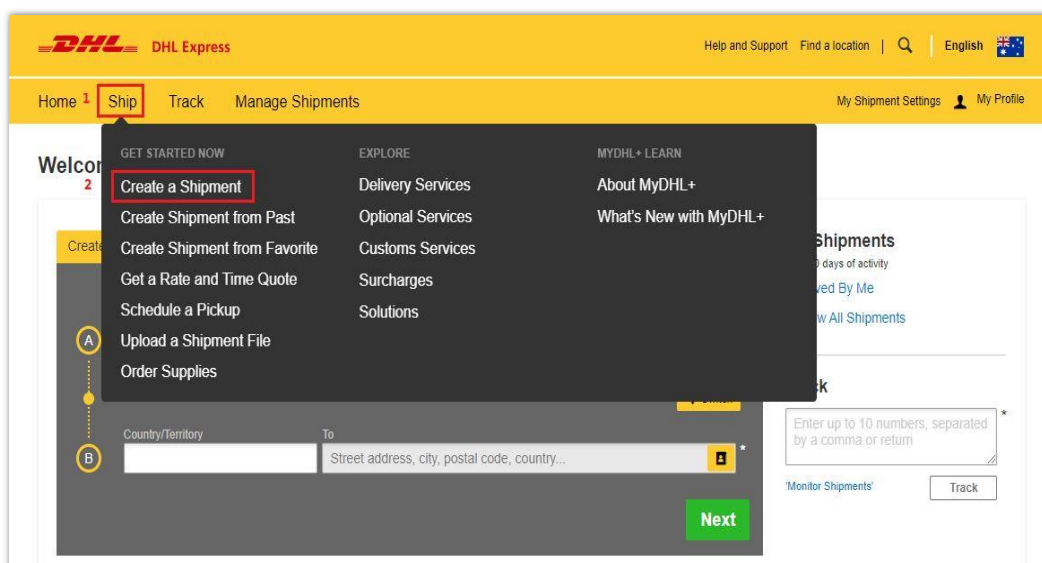 DHL DHL Express
Help and Support Find a location | English
Home 1 Ship Track Manage Shipments
My Shipment Settings My Profile
Welcor
2
GET STARTED NOW
Create a Shipment
Create Shipment from Past
Create Shipment from Favorite
Get a Rate and Time Quote
Schedule a Pickup
Upload a Shipment File
Order Supplies
EXPLORE
Delivery Services
Optional Services
Customs Services
Surcharges
Solutions
MYDHL+ LEARN
About MyDHL+
What's New with MyDHL+
Create
A
B
Country/Territory
To
Street address, city, postal code, country...
*
Next
Shipments
0 days of activity
ved By Me
w All Shipments
k
Enter up to 10 numbers, separated
by a comma or return
*
'Monitor Shipments'
Track